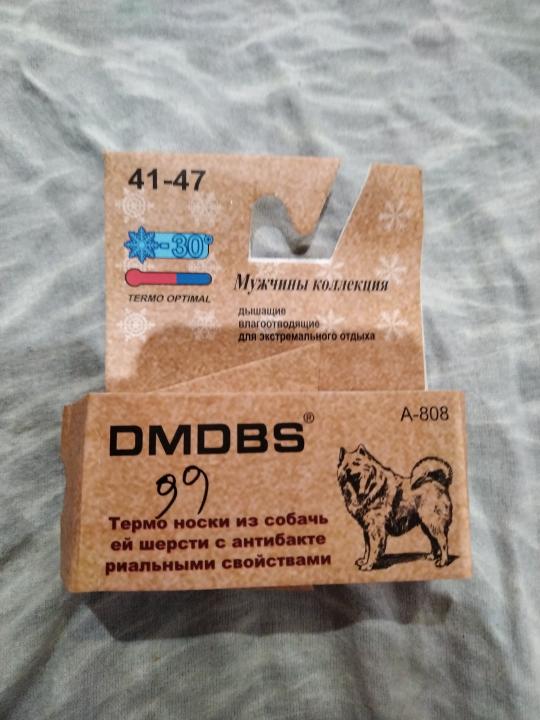 41-47
-30°
TERMO OPTIMAL
Мужчины коллекция
дышащие
влагоотводящие
для экстремального отдыха
A-808
DMDBS®
99
Термо носки из собачь
ей шерсти с антибакте
риальными свойствами